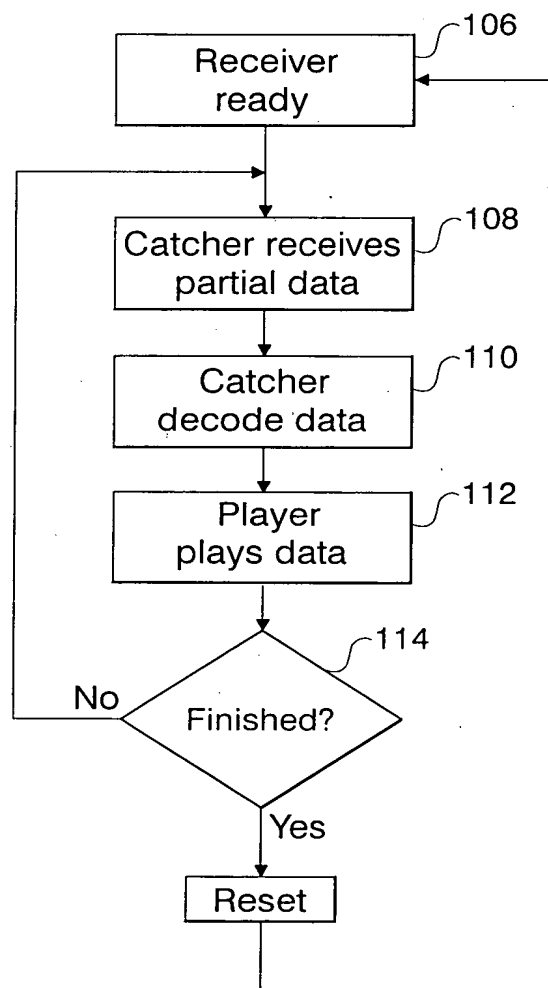 106
Receiver
ready
108
Catcher receives
partial data
110
Catcher
decode data
112
Player
plays data
114
No
Finished?
Yes
Reset